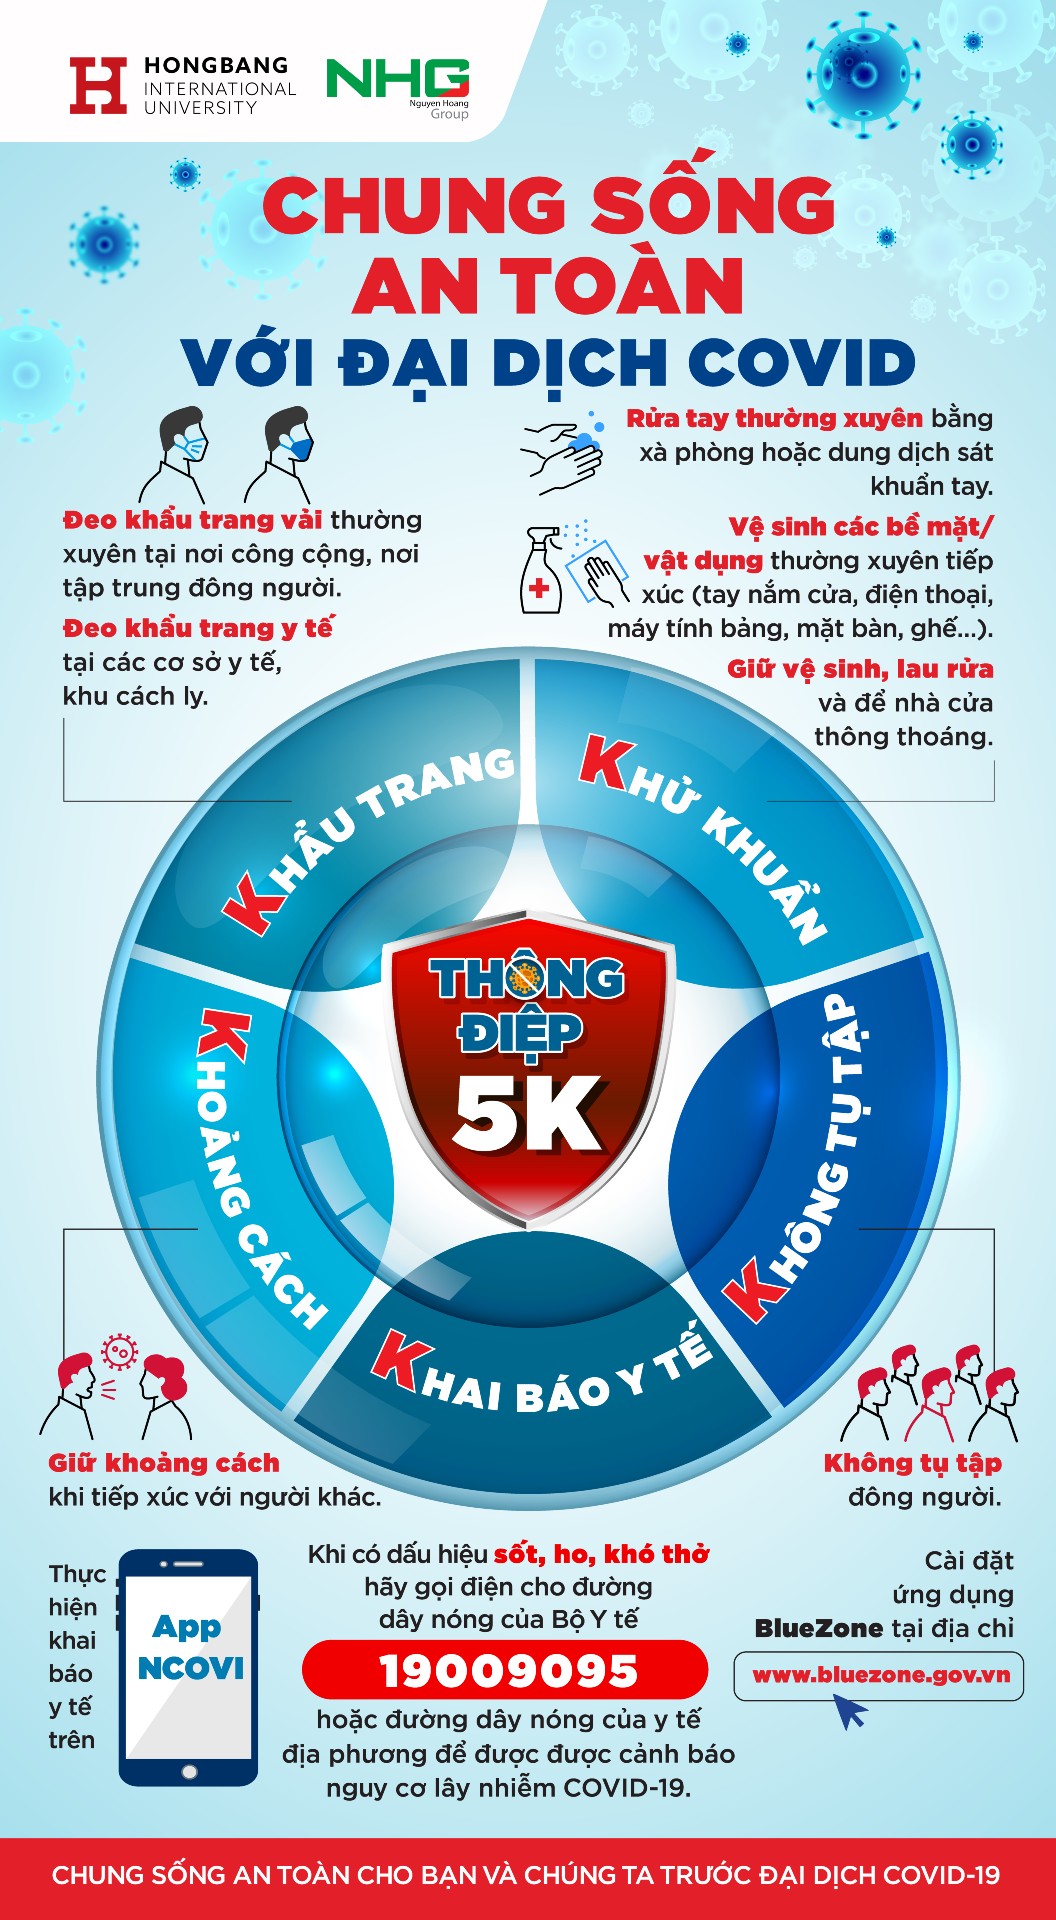 HONGBANG
INTERNATIONAL
UNIVERSITY
NHG
Nguyen Hoang
Group
CHUNG SỐNG
AN TOÀN
VỚI ĐẠI DỊCH COVID
Đeo khẩu trang vải thường
xuyên tại nơi công cộng, nơi
tập trung đông người.
Đeo khẩu trang y tế
tại các cơ sở y tế,
khu cách ly.
Rửa tay thường xuyên bằng
xà phòng hoặc dung dịch sát
khuẩn tay.
Vệ sinh các bề mặt/
vật dụng thường xuyên tiếp
xúc (tay nắm cửa, điện thoại,
máy tính bảng, mặt bàn, ghế...).
Giữ vệ sinh, lau rửa
và để nhà cửa
thông thoáng.
KHẨU TRANG
KHỬ KHUẨN
THÔNG
ĐIỆP
5K
KHOẢNG CÁCH
KHÔNG TỤ TẬP
KHAI BÁO Y TẾ
Giữ khoảng cách
khi tiếp xúc với người khác.
Không tụ tập
đông người.
Thực
hiện
khai
báo
y tế
trên
App
NCOVI
Khi có dấu hiệu sốt, ho, khó thở
hãy gọi điện cho đường
dây nóng của Bộ Y tế
19009095
hoặc đường dây nóng của y tế
địa phương để được được cảnh báo
nguy cơ lây nhiễm COVID-19.
Cài đặt
ứng dụng
BlueZone tại địa chỉ
www.bluezone.gov.vn
CHUNG SỐNG AN TOÀN CHO BẠN VÀ CHÚNG TA TRƯỚC ĐẠI DỊCH COVID-19